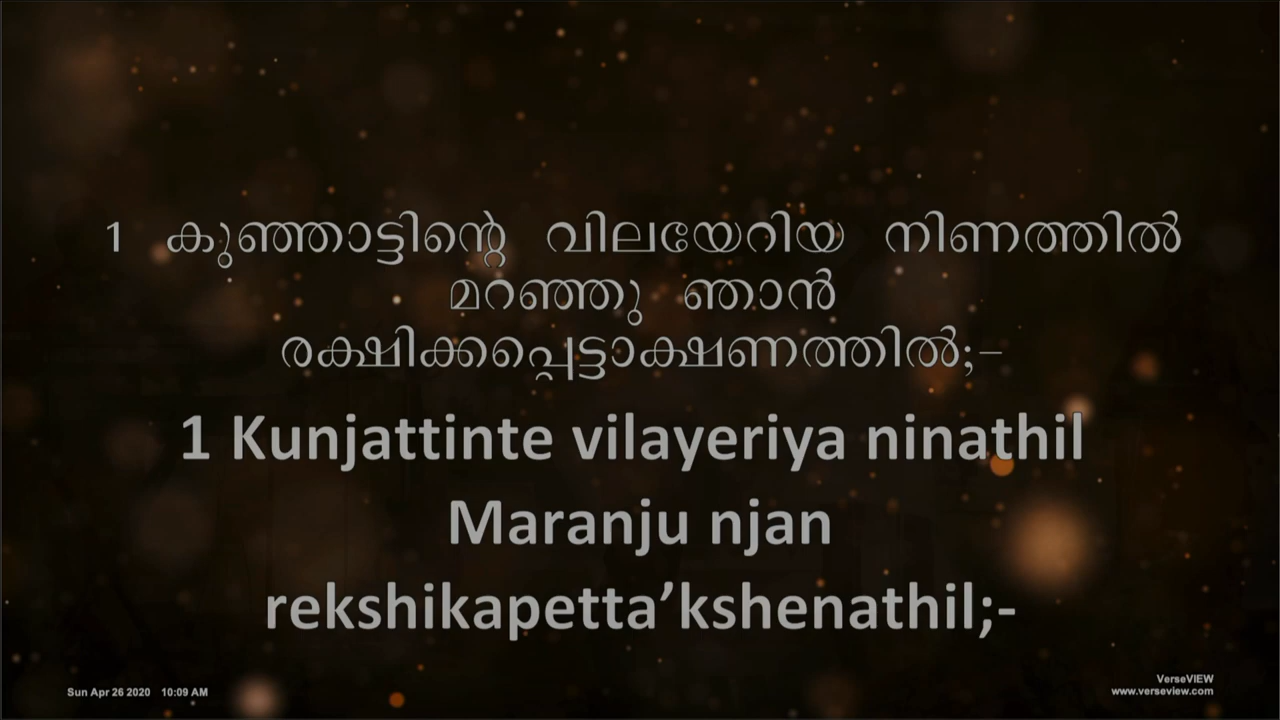 1 കുഞ്ഞാട്ടിന്റെ വിലയേറിയ നിണത്തിൽ
മറഞ്ഞു ഞാൻ
രക്ഷിക്കപ്പെട്ടാക്ഷണത്തിൽ;–
1 Kunjattinte vilayeriya ninathil
Maranju njan
rekshikapetta’kshenathil;-
Sun Apr 26 2020 10:09 AM
VerseVIEW
www.verseview.com